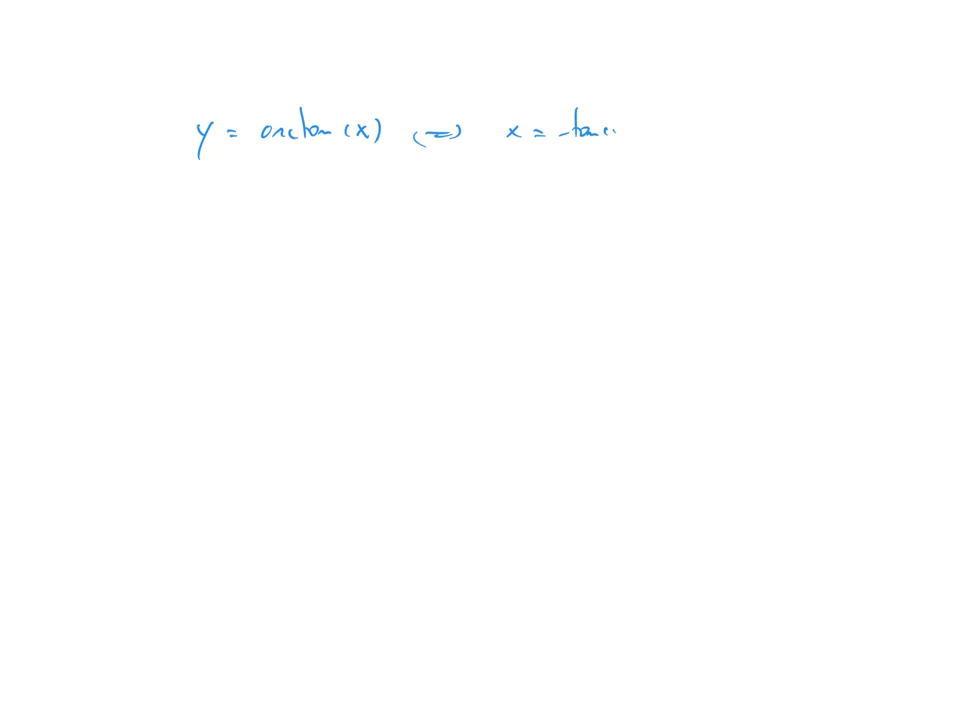 y = arctan(x) ⇔ x = tan(